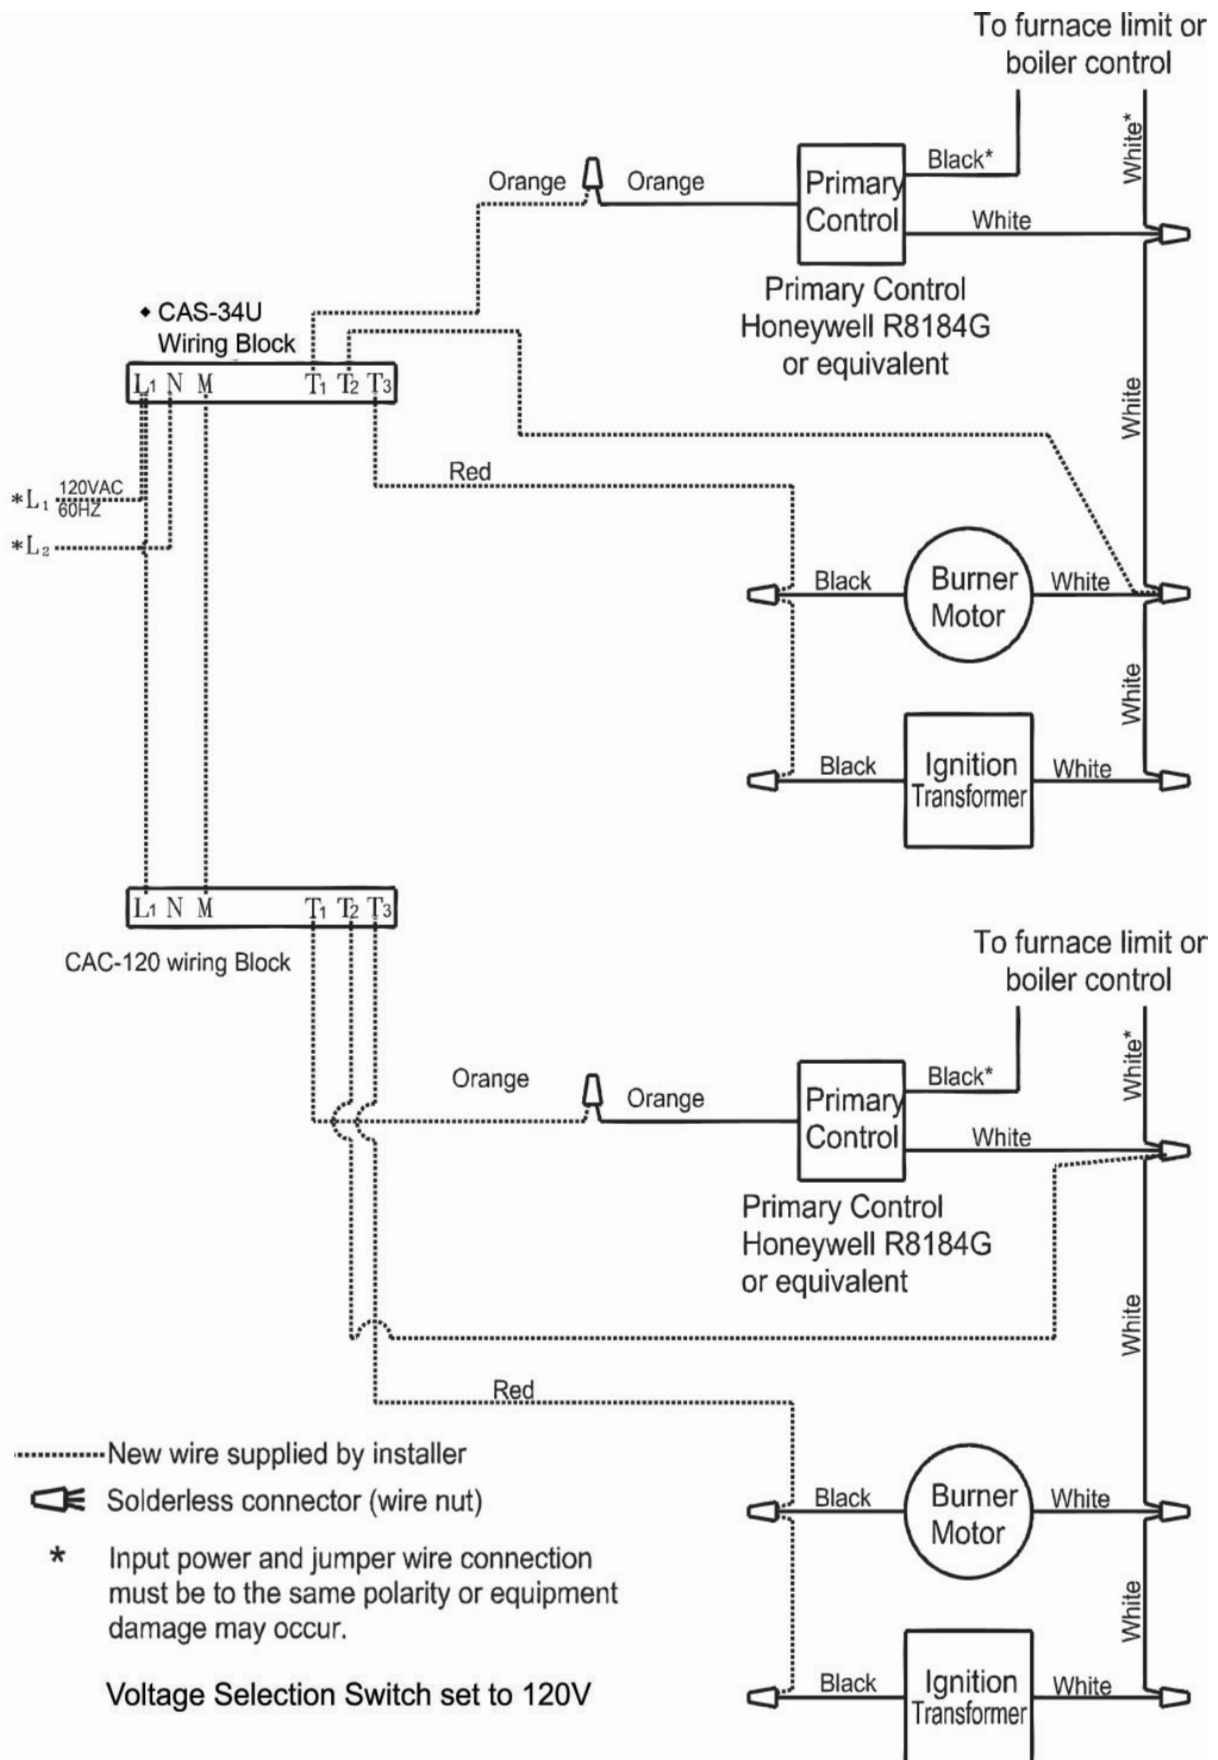 To furnace limit or
boiler control
White*
Black*
Orange
Orange
Primary
Control
White
Primary Control
Honeywell R8184G
or equivalent
♦ CAS-34U
Wiring Block
L1 N M T1 T2 T3
White
Red
*L1 120VAC
60HZ
*L2
Black
Burner
Motor
White
White
Black
Ignition
Transformer
White
L1 N M T1 T2 T3
CAC-120 wiring Block
To furnace limit or
boiler control
White*
Black*
Orange
Orange
Primary
Control
White
Primary Control
Honeywell R8184G
or equivalent
White
Red
New wire supplied by installer
Solderless connector (wire nut)
* Input power and jumper wire connection
must be to the same polarity or equipment
damage may occur.
Voltage Selection Switch set to 120V
Black
Burner
Motor
White
White
Black
Ignition
Transformer
White